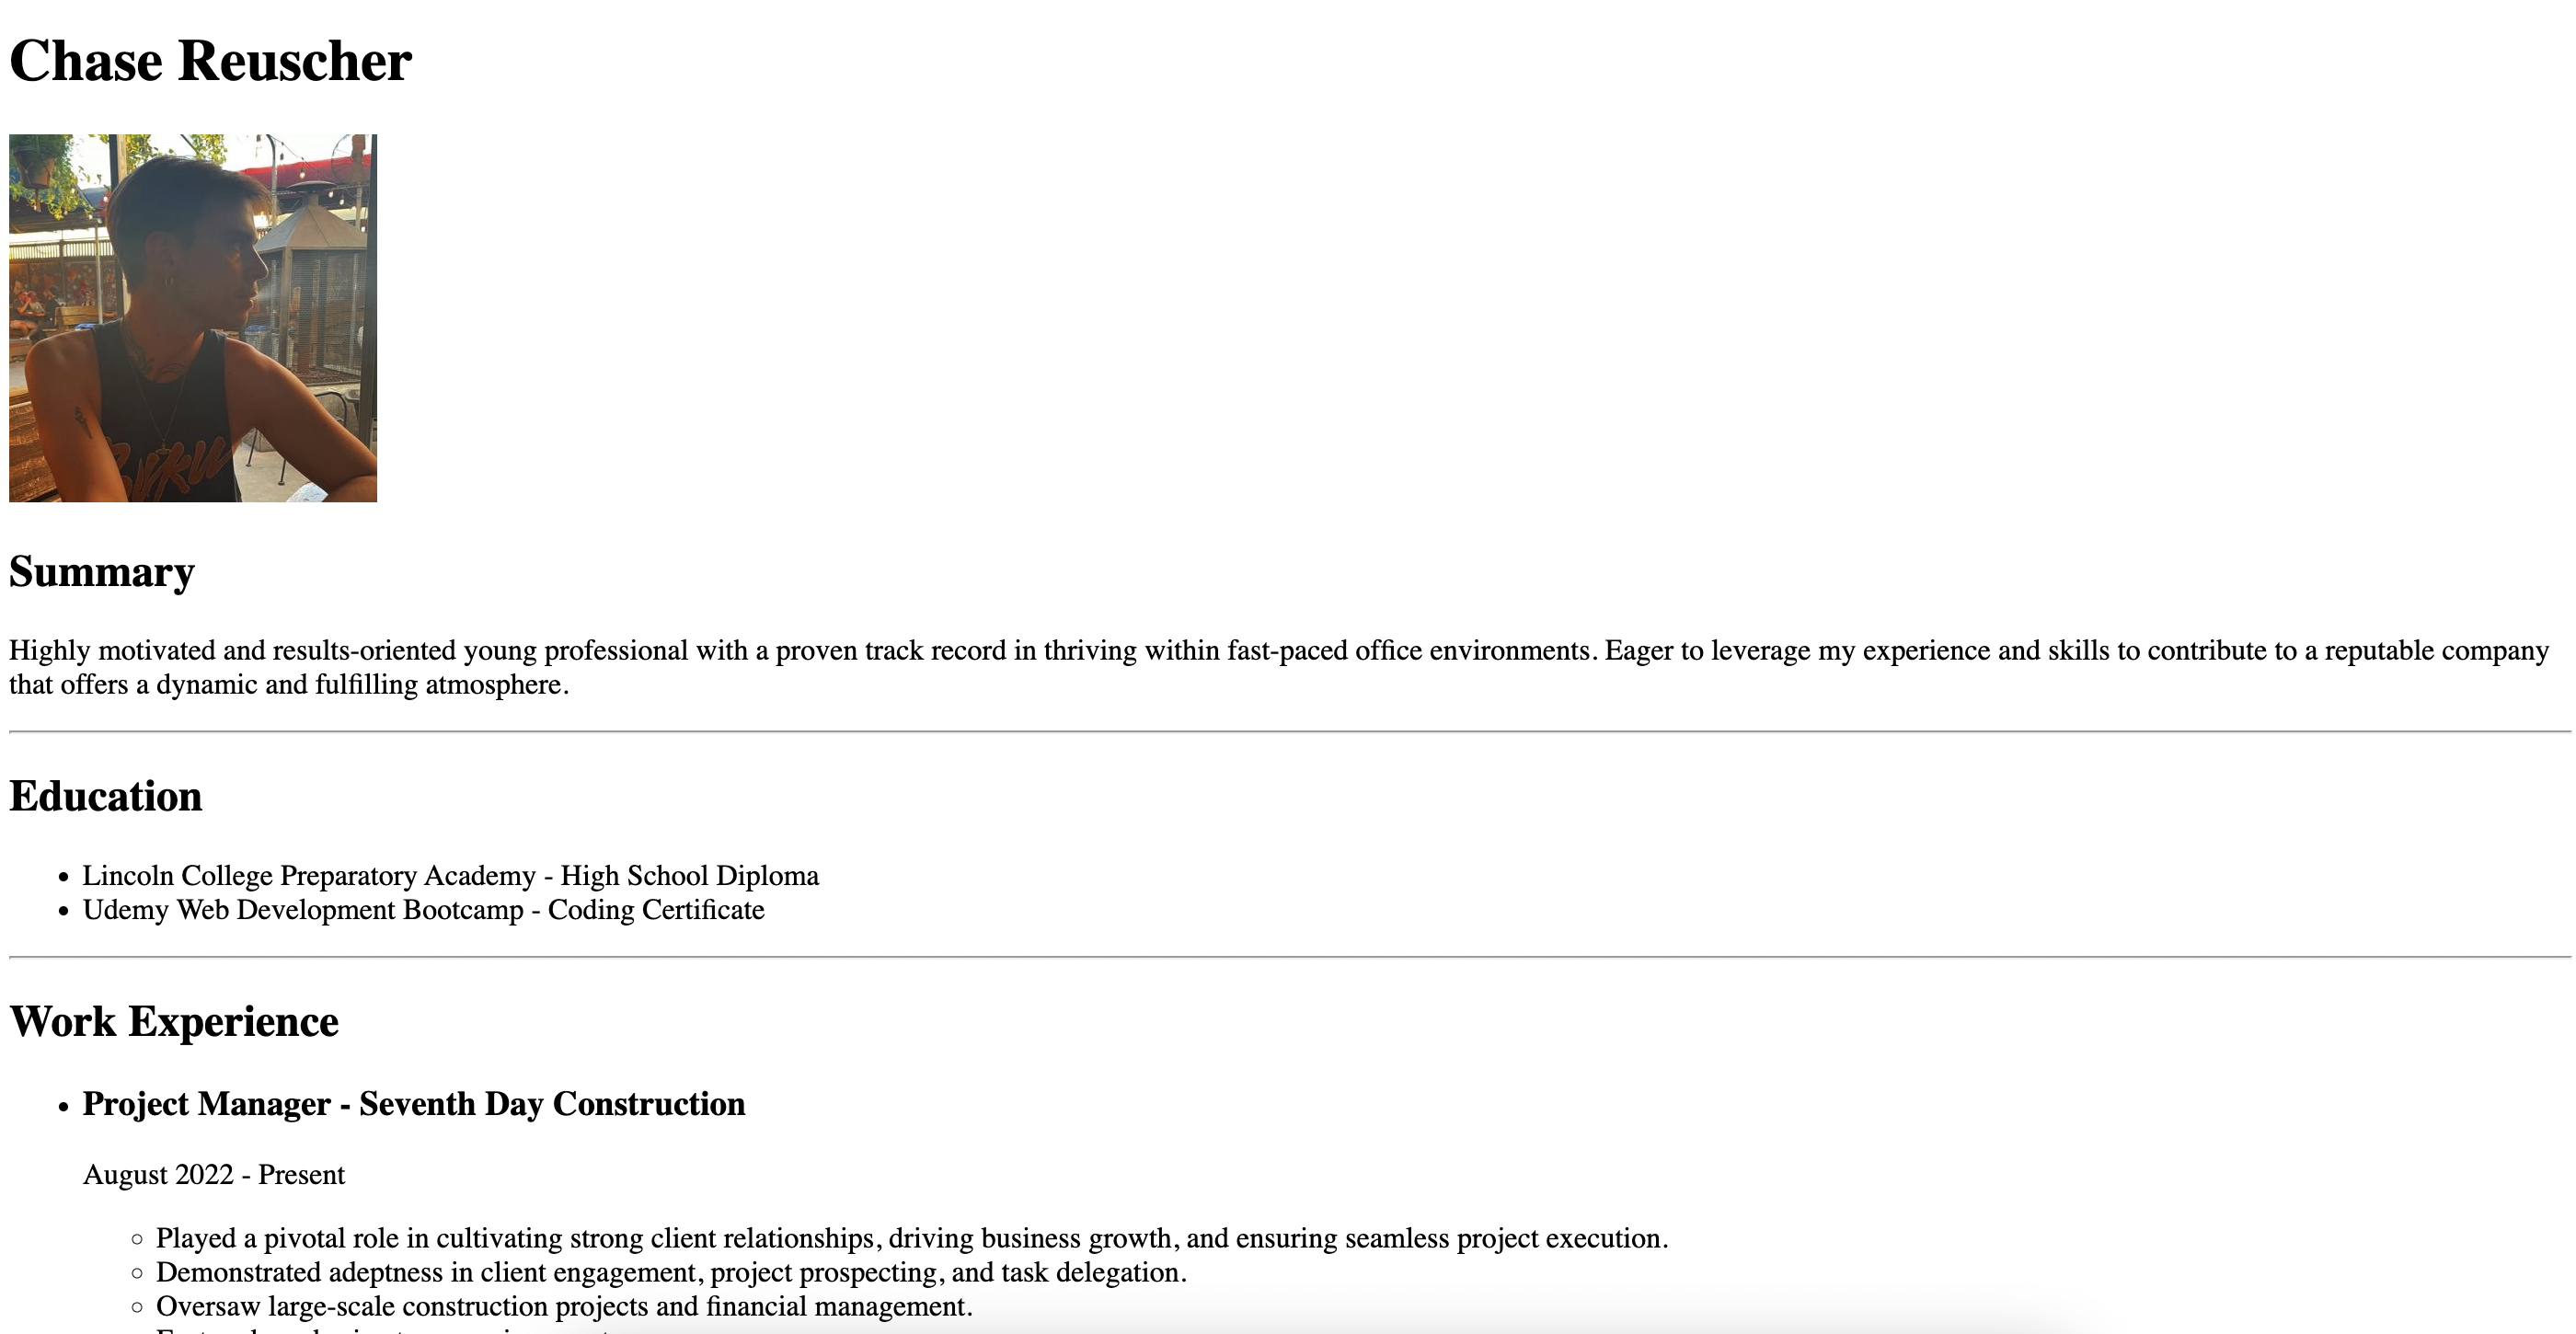 Chase Reuscher
Summary
Highly motivated and results-oriented young professional with a proven track record in thriving within fast-paced office environments. Eager to leverage my experience and skills to contribute to a reputable company
that offers a dynamic and fulfilling atmosphere.
Education
• Lincoln College Preparatory Academy - High School Diploma
• Udemy Web Development Bootcamp - Coding Certificate
Work Experience
• Project Manager - Seventh Day Construction
August 2022 - Present
◦ Played a pivotal role in cultivating strong client relationships, driving business growth, and ensuring seamless project execution.
◦ Demonstrated adeptness in client engagement, project prospecting, and task delegation.
◦ Oversaw large-scale construction projects and financial management.